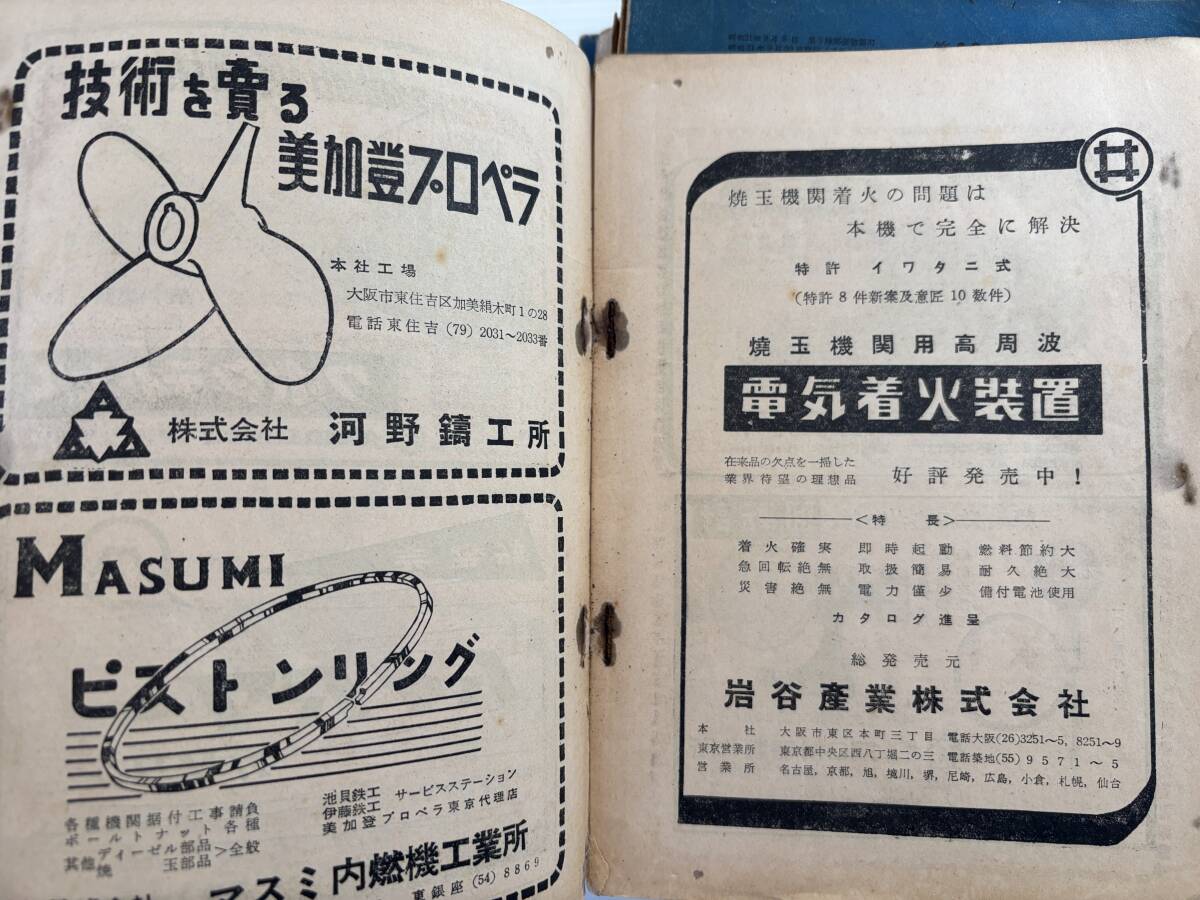 技術を賣る
美加登プロペラ
本社工場
大阪市東住吉区加美絹木町1の28
電話東住吉(79)2031〜2033番
株式会社 河野鑄工所
MASUMI
ピストンリング
各種機関据付工事請負
ボールトナット各種
其他 ディーゼル部品
焼玉部品>全般
池貝鉄工
伊藤鉄工 サービスステーション
美加登プロペラ東京代理店
マスミ内燃機工業所
東銀座(54)8869
井
焼玉機関着火の問題は
本機で完全に解決
特許 イワタニ式
(特許8件新案及意匠10数件)
燒玉機関用高周波
電気着火装置
在来品の欠点を一掃した
業界待望の理想品
好評発売中!
<特長>
着火確実 即時起動 燃料節約大
急回転絶無 取扱簡易 耐久絶大
災害絶無 電力僅少 備付電池使用
カタログ進呈
総発売元
岩谷產業株式会社
本社 大阪市東区本町三丁目 電話大阪(26)3251〜5, 8251〜9
東京営業所 東京都中央区西八丁堀二の三 電話築地(55)9571〜5
営業所 名古屋, 京都, 旭, 境川, 堺, 尼崎, 広島, 小倉, 札幌, 仙台